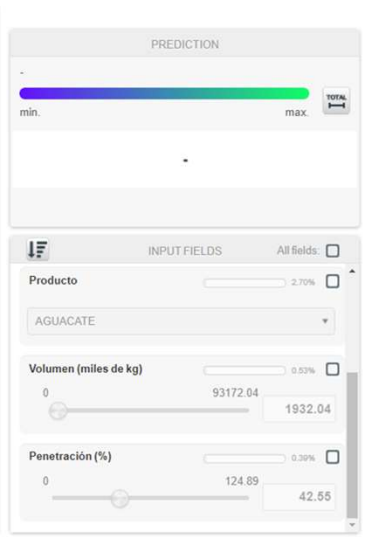 PREDICTION
-
TOTAL
min. max.
-
INPUT FIELDS All fields:
Producto 2.70%
AGUACATE
Volumen (miles de kg) 0.53%
0 93172.04
1932.04
Penetración (%) 0.39%
0 124.89
42.55